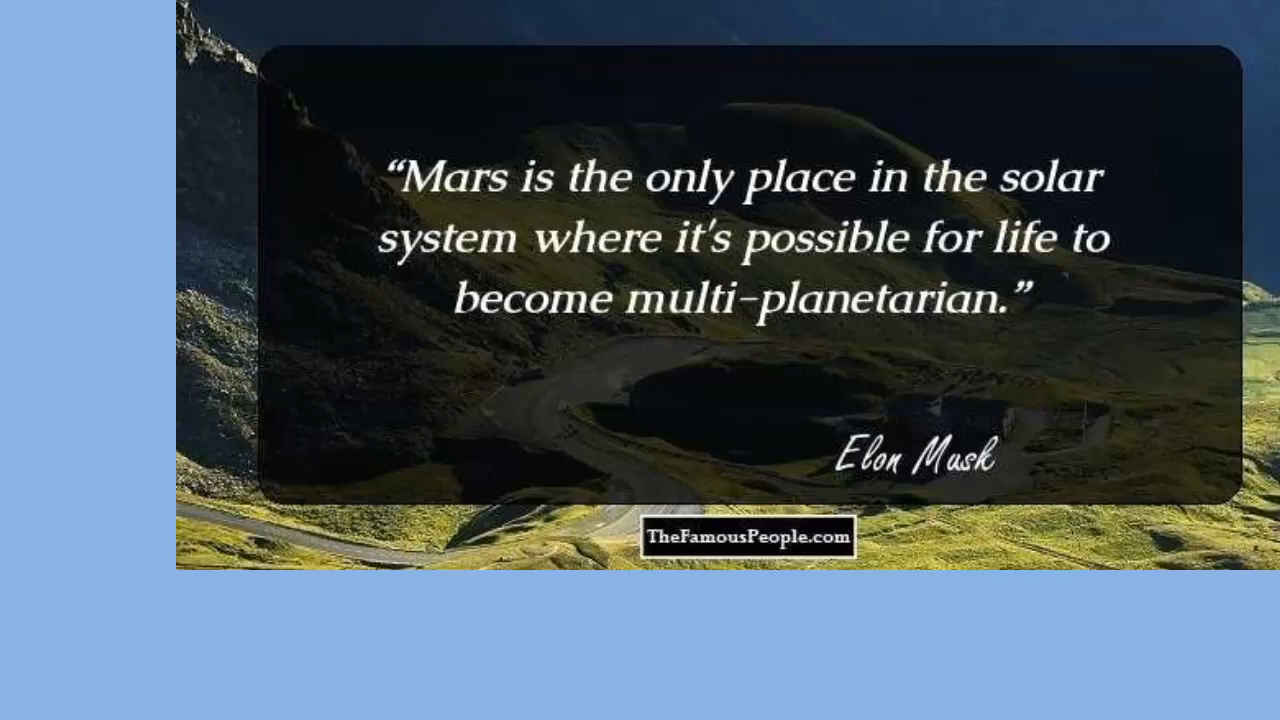 “Mars is the only place in the solar
system where it's possible for life to
become multi-planetarian.”
Elon Musk
TheFamousPeople.com